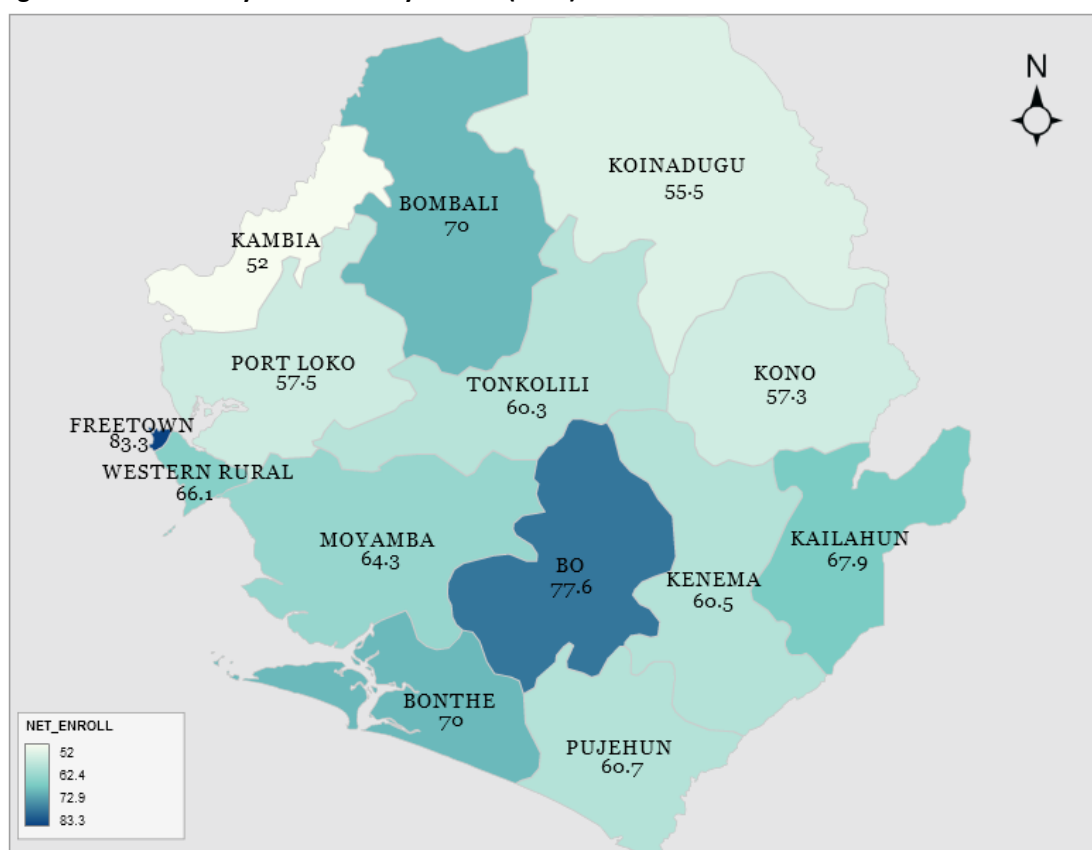 N
KOINADUGU
55.5
BOMBALI
70
KAMBIA
52
PORT LOKO
57.5
TONKOLILI
60.3
KONO
57.3
FREETOWN
83.3
WESTERN RURAL
66.1
MOYAMBA
64.3
BO
77.6
KENEMA
60.5
KAILAHUN
67.9
BONTHE
70
PUJEHUN
60.7
NET_ENROLL
52
62.4
72.9
83.3